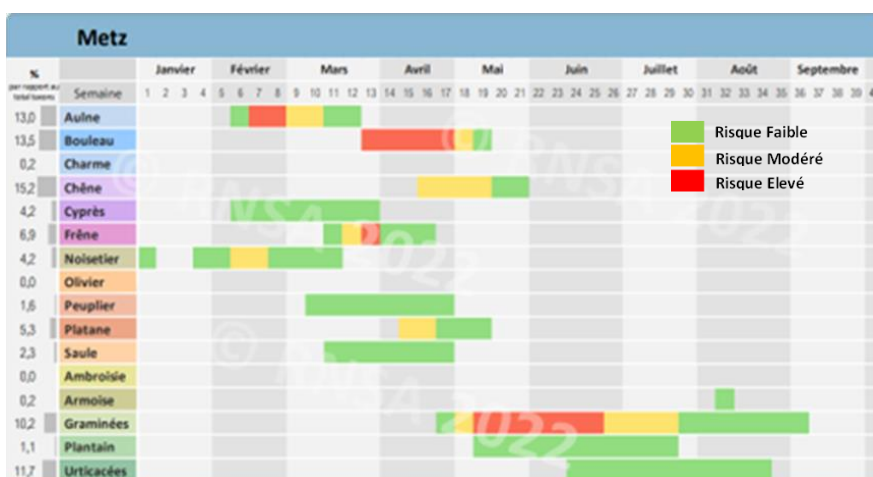 Metz
Janvier Février Mars Avril Mai Juin Juillet Août Septembre
%
par rapport au
total taxons Semaine 1 2 3 4 5 6 7 8 9 10 11 12 13 14 15 16 17 18 19 20 21 22 23 24 25 26 27 28 29 30 31 32 33 34 35 36 37 38 39
13,0 Aulne
13,5 Bouleau
0,2 Charme
15,2 Chêne
4,2 Cyprès
6,9 Frêne
4,2 Noisetier
0,0 Olivier
1,6 Peuplier
5,3 Platane
2,3 Saule
0,0 Ambroisie
0,2 Armoise
10,2 Graminées
1,1 Plantain
11,7 Urticacées
Risque Faible
Risque Modéré
Risque Elevé
© RNSA 2022
© RNSA 2022
© RNSA 2022